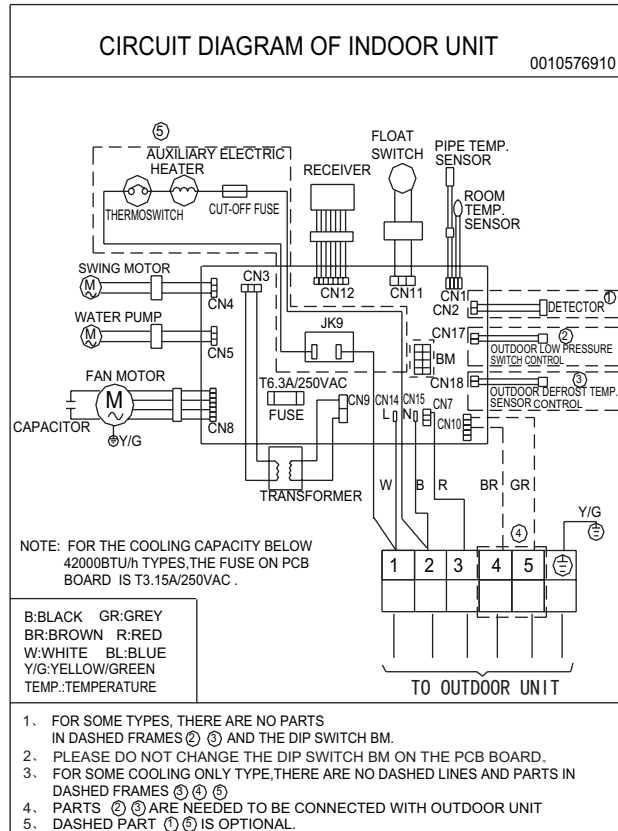 CIRCUIT DIAGRAM OF INDOOR UNIT
0010576910
⑤
AUXILIARY ELECTRIC
HEATER
THERMOSWITCH
CUT-OFF FUSE
RECEIVER
FLOAT
SWITCH
PIPE TEMP.
SENSOR
ROOM
TEMP.
SENSOR
SWING MOTOR
M
CN4
CN3
CN12
CN11
CN1
CN2
①
DETECTOR
WATER PUMP
M
CN5
JK9
BM
CN17
②
OUTDOOR LOW PRESSURE
SWITCH CONTROL
CN18
③
OUTDOOR DEFROST TEMP.
SENSOR CONTROL
FAN MOTOR
M
CAPACITOR
Y/G
CN8
T6.3A/250VAC
FUSE
CN9
CN14
L
CN15
N
CN7
CN10
TRANSFORMER
W
B
R
BR
GR
Y/G
④
1 2 3 4 5
NOTE: FOR THE COOLING CAPACITY BELOW
42000BTU/h TYPES,THE FUSE ON PCB
BOARD IS T3.15A/250VAC .
B:BLACK GR:GREY
BR:BROWN R:RED
W:WHITE BL:BLUE
Y/G:YELLOW/GREEN
TEMP.:TEMPERATURE
TO OUTDOOR UNIT
1、 FOR SOME TYPES, THERE ARE NO PARTS
IN DASHED FRAMES ② ③ AND THE DIP SWITCH BM.
2、 PLEASE DO NOT CHANGE THE DIP SWITCH BM ON THE PCB BOARD.
3、 FOR SOME COOLING ONLY TYPE,THERE ARE NO DASHED LINES AND PARTS IN
DASHED FRAMES ③ ④ ⑤
4、 PARTS ② ③ ARE NEEDED TO BE CONNECTED WITH OUTDOOR UNIT
5、 DASHED PART ① ⑤ IS OPTIONAL.